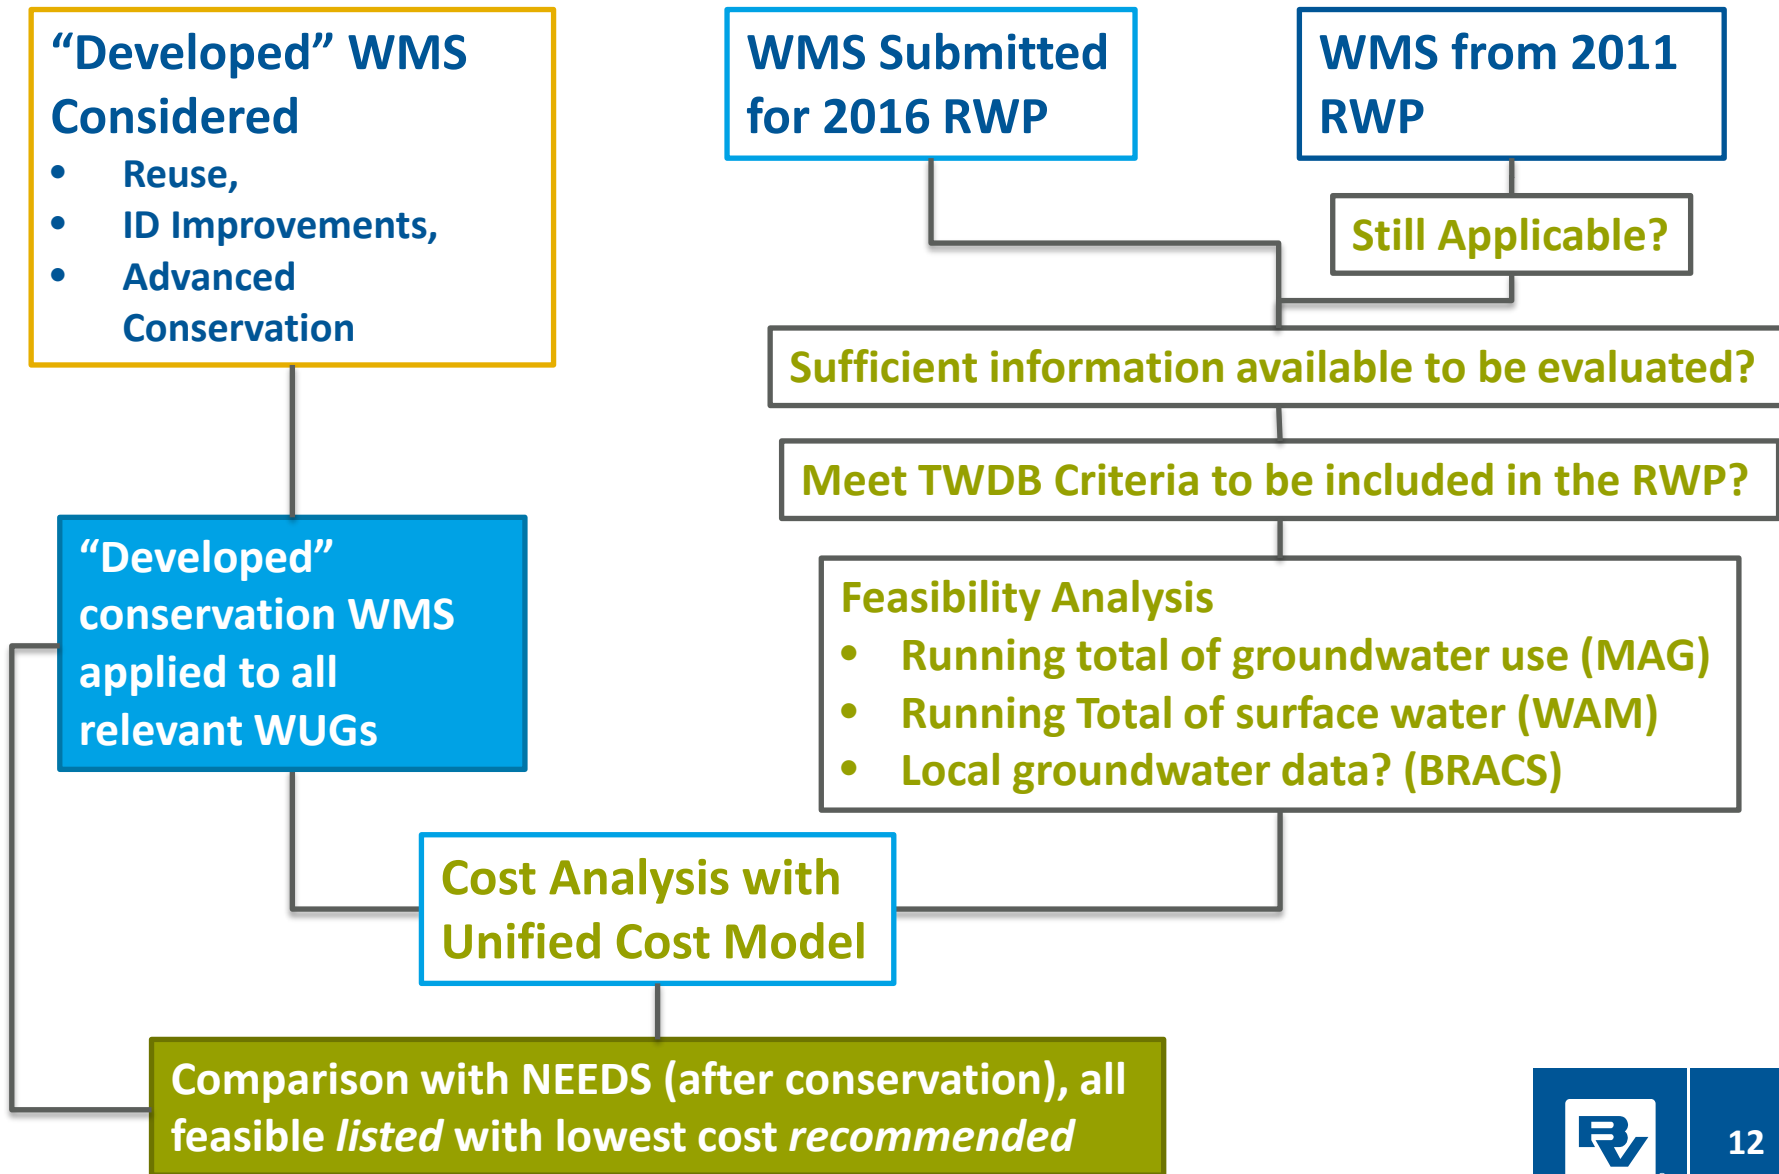 “Developed” WMS
Considered
• Reuse,
• ID Improvements,
• Advanced
Conservation
WMS Submitted
for 2016 RWP
WMS from 2011
RWP
Still Applicable?
Sufficient information available to be evaluated?
Meet TWDB Criteria to be included in the RWP?
“Developed”
conservation WMS
applied to all
relevant WUGs
Feasibility Analysis
• Running total of groundwater use (MAG)
• Running Total of surface water (WAM)
• Local groundwater data? (BRACS)
Cost Analysis with
Unified Cost Model
Comparison with NEEDS (after conservation), all
feasible listed with lowest cost recommended
BV
12